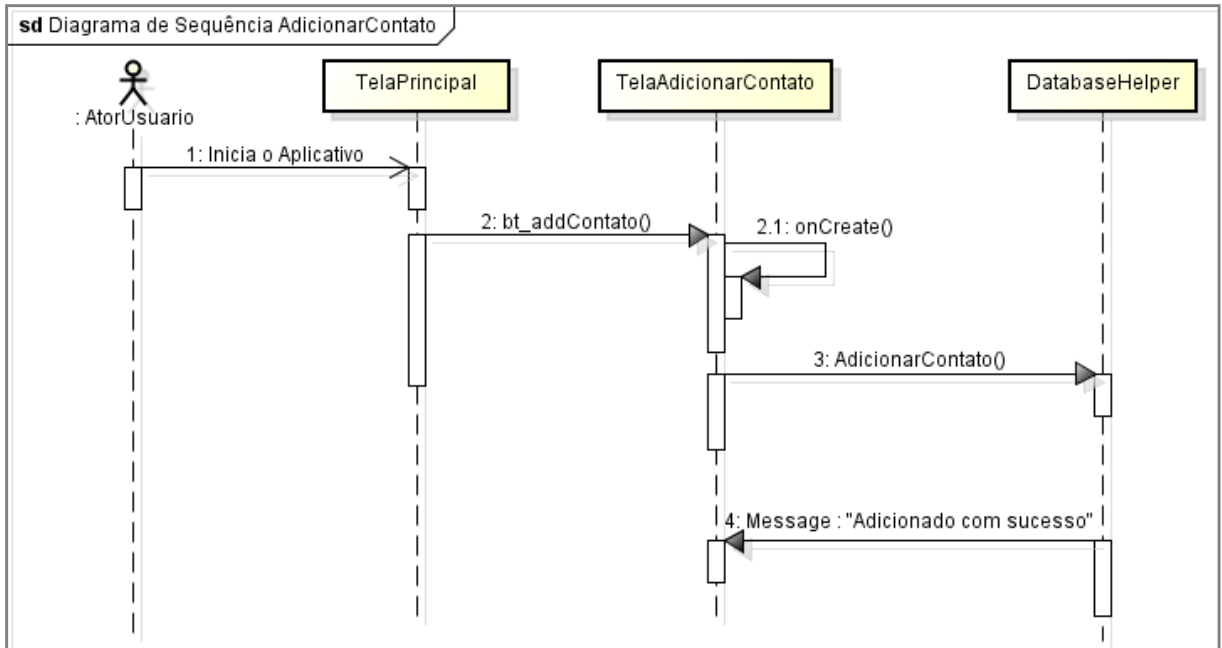 sd Diagrama de Sequência AdicionarContato
: AtorUsuario
TelaPrincipal
TelaAdicionarContato
DatabaseHelper
1: Inicia o Aplicativo
2: bt_addContato()
2.1: onCreate()
3: AdicionarContato()
4: Message : "Adicionado com sucesso"